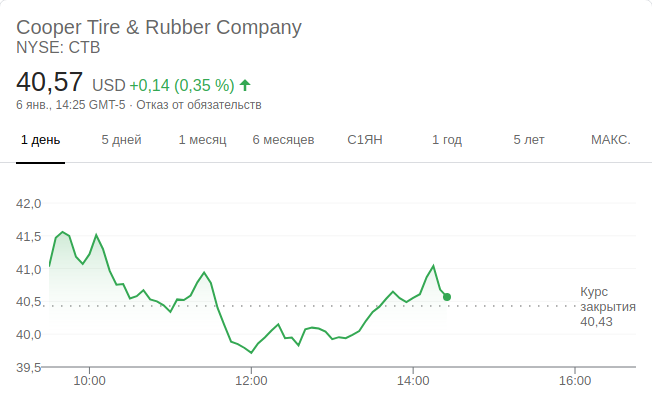 Cooper Tire & Rubber Company
NYSE: CTB
40,57 USD +0,14 (0,35 %)
6 янв., 14:25 GMT-5 · Отказ от обязательств
1 день 5 дней 1 месяц 6 месяцев С1ЯН 1 год 5 лет МАКС.
42,0
41,5
41,0
40,5
40,0
39,5
Курс
закрытия
40,43
10:00 12:00 14:00 16:00